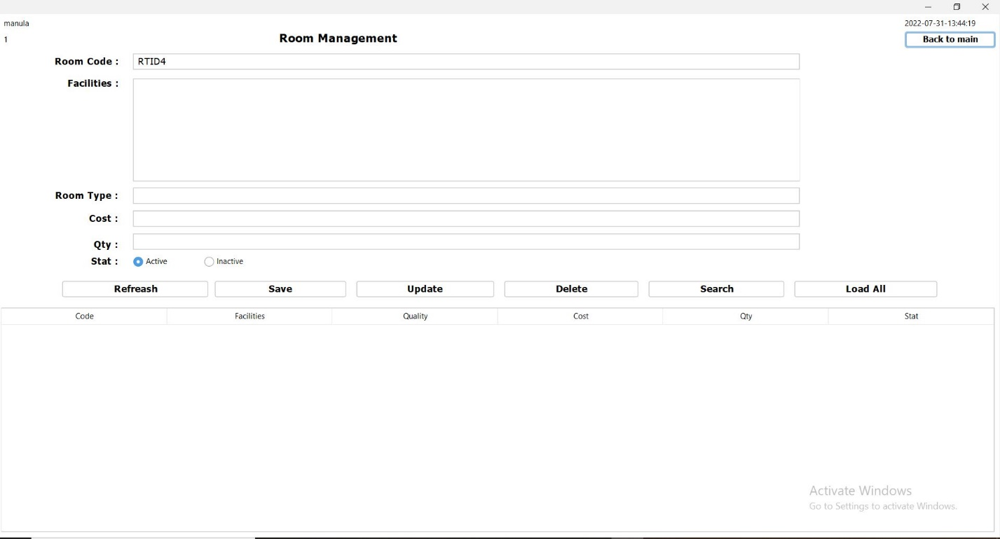 manula
2022-07-31-13:44:19
1
Room Management
Back to main
Room Code :
RTID4
Facilities :
Room Type :
Cost :
Qty :
Stat :
Active
Inactive
Refreash
Save
Update
Delete
Search
Load All
Code
Facilities
Quality
Cost
Qty
Stat
Activate Windows
Go to Settings to activate Windows.